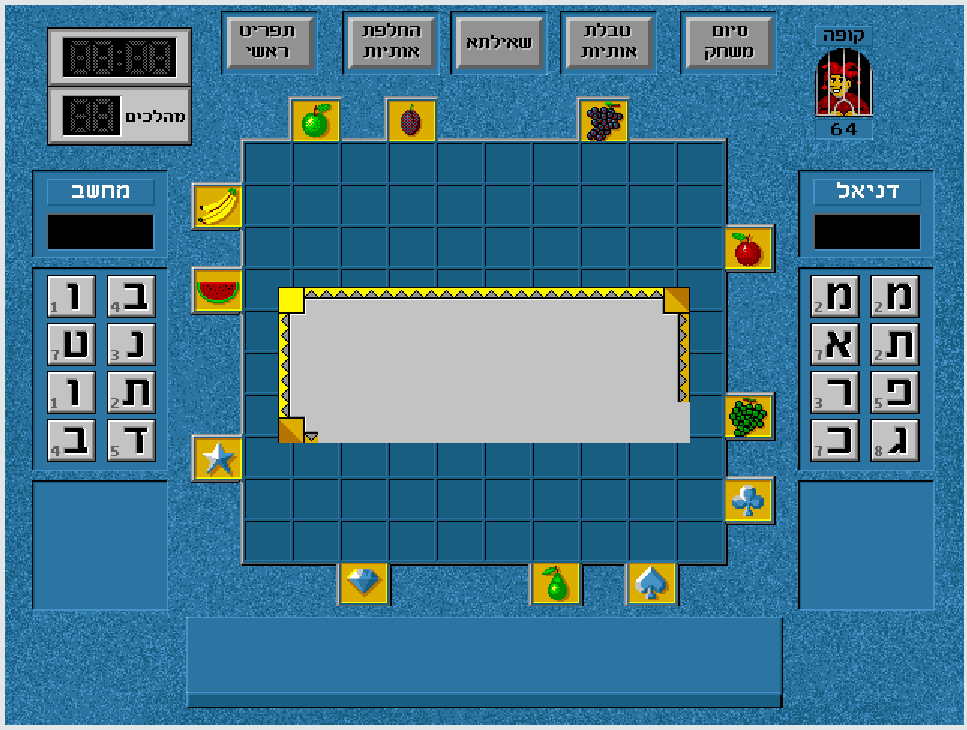 קופה
64
סיום
משחק
טבלת
אותיות
שאילתא
החלפת
אותיות
תפריט
ראשי
מהלכים
דניאל
מ 2 מ 2
ת 2 א 7
פ 5 ר 3
ג 8 כ 7
מחשב
ב 4 ו 1
נ 3 ט 7
ת 2 ו 1
ד 5 ב 4